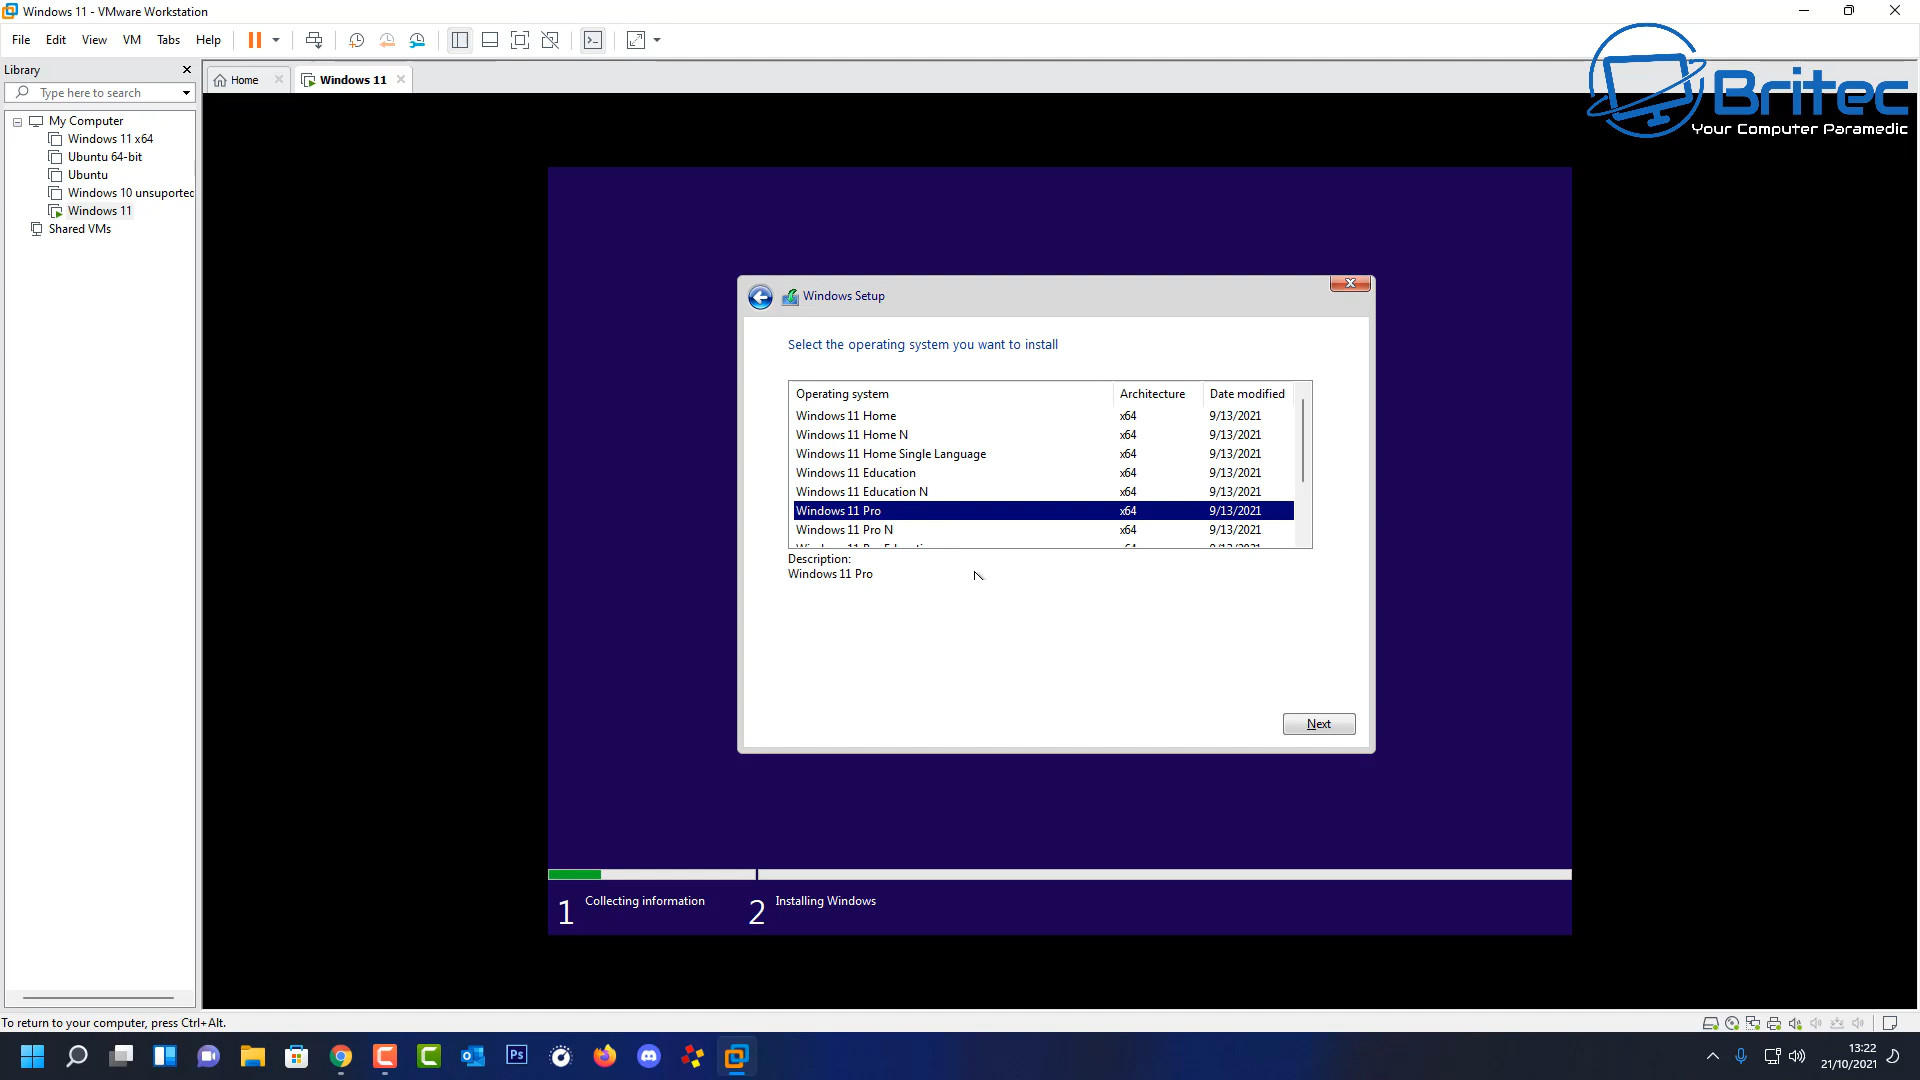 Windows 11 - VMware Workstation
File Edit View VM Tabs Help
Britec
Your Computer Paramedic
Library
Home
Windows 11
Type here to search
My Computer
Windows 11 x64
Ubuntu 64-bit
Ubuntu
Windows 10 unsuported
Windows 11
Shared VMs
Windows Setup
Select the operating system you want to install
Operating system Architecture Date modified
Windows 11 Home x64 9/13/2021
Windows 11 Home N x64 9/13/2021
Windows 11 Home Single Language x64 9/13/2021
Windows 11 Education x64 9/13/2021
Windows 11 Education N x64 9/13/2021
Windows 11 Pro x64 9/13/2021
Windows 11 Pro N x64 9/13/2021
Description:
Windows 11 Pro
Next
1 Collecting information
2 Installing Windows
To return to your computer, press Ctrl+Alt.
Ps
13:22
21/10/2021